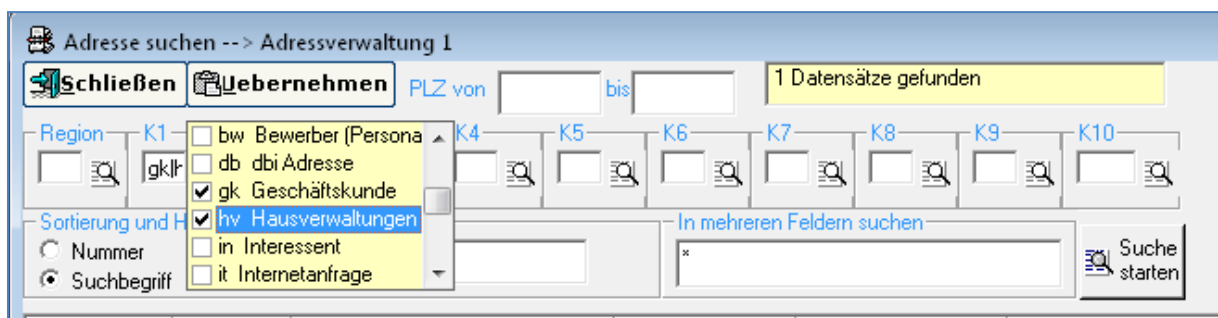 Adresse suchen --> Adressverwaltung 1
Schließen Uebernehmen PLZ von bis 1 Datensätze gefunden
Region K1 K4 K5 K6 K7 K8 K9 K10
bw Bewerber (Persona
db dbi Adresse
gk Geschäftskunde
hv Hausverwaltungen
in Interessent
it Internetanfrage
Sortierung und H
Nummer
Suchbegriff
In mehreren Feldern suchen
*
Suche
starten